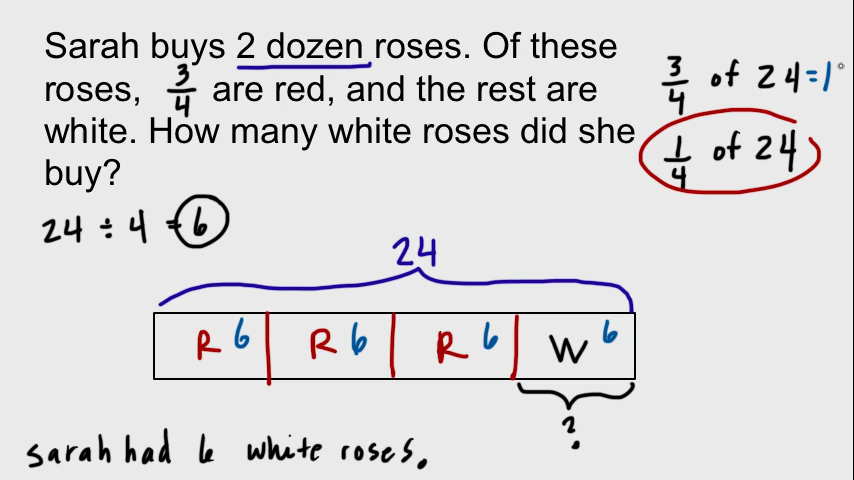 Sarah buys 2 dozen roses. Of these
roses, 3/4 are red, and the rest are
white. How many white roses did she
buy?
3/4 of 24 = 1
1/4 of 24
24 ÷ 4 = 6
24
R 6 R 6 R 6 W 6
?
Sarah had 6 white roses.